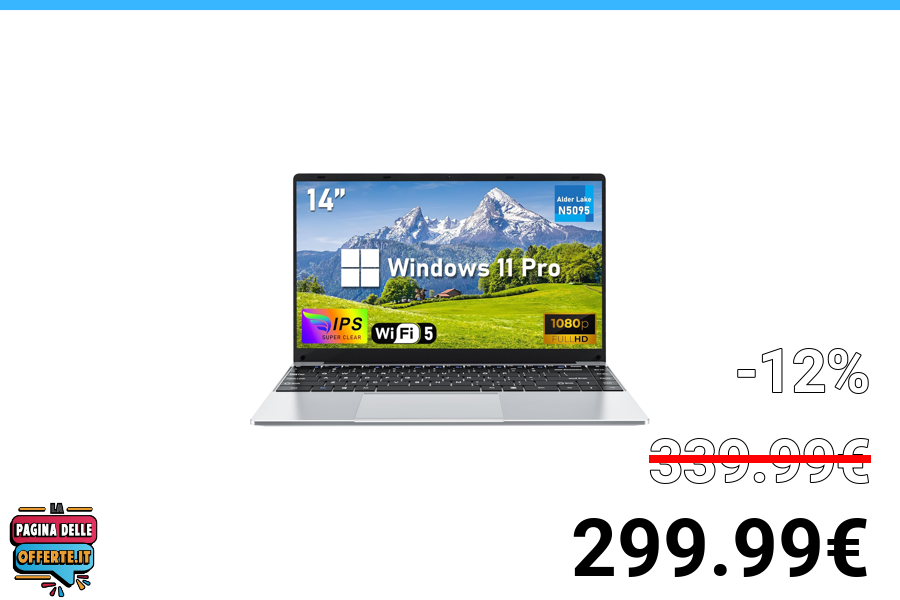 14”
Alder Lake
N5095
Windows 11 Pro
IPS
SUPER CLEAR
WiFi 5
1080p
FULL HD
-12%
339.99€
299.99€
LA
PAGINA DELLE
OFFERTE.IT